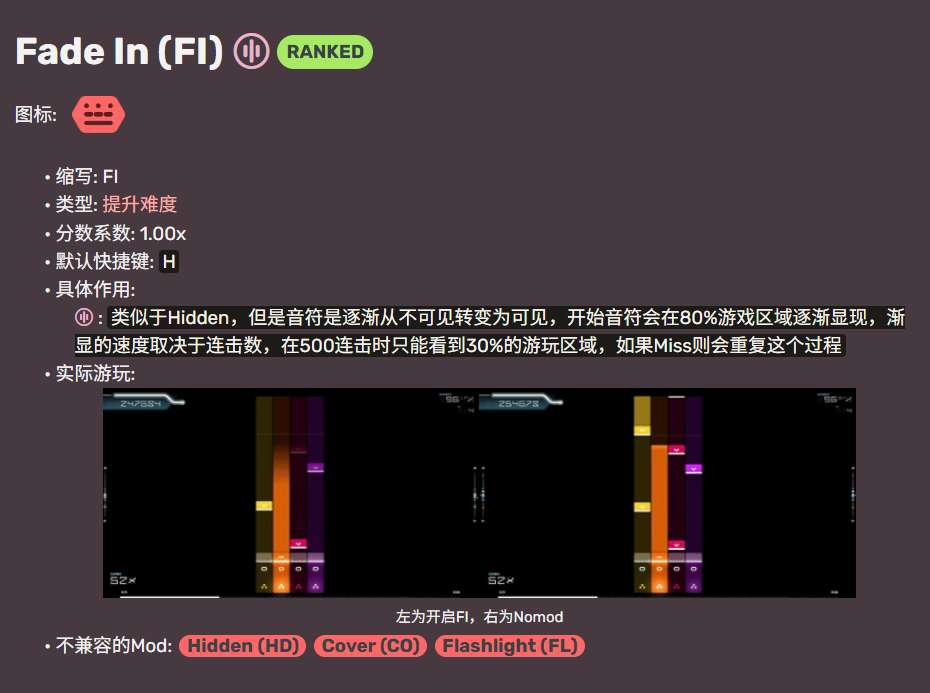 Fade In (FI) RANKED
图标:
• 缩写: FI
• 类型: 提升难度
• 分数系数: 1.00x
• 默认快捷键: H
• 具体作用:
: 类似于Hidden，但是音符是逐渐从不可见转变为可见，开始音符会在80%游戏区域逐渐显现，渐
显的速度取决于连击数，在500连击时只能看到30%的游玩区域，如果Miss则会重复这个过程
• 实际游玩:
247684 254678
52x 52x
左为开启FI，右为Nomod
• 不兼容的Mod: Hidden (HD) Cover (CO) Flashlight (FL)